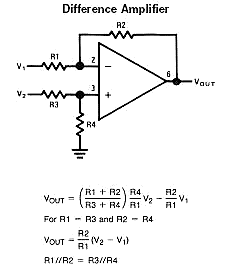 Difference Amplifier
R2
R1
V1
2
6
VOUT
V2
3
R3
R4
VOUT = (R1 + R2 / R3 + R4) R4/R1 V2 − R2/R1 V1
For R1 = R3 and R2 = R4
VOUT = R2/R1 (V2 − V1)
R1//R2 = R3//R4